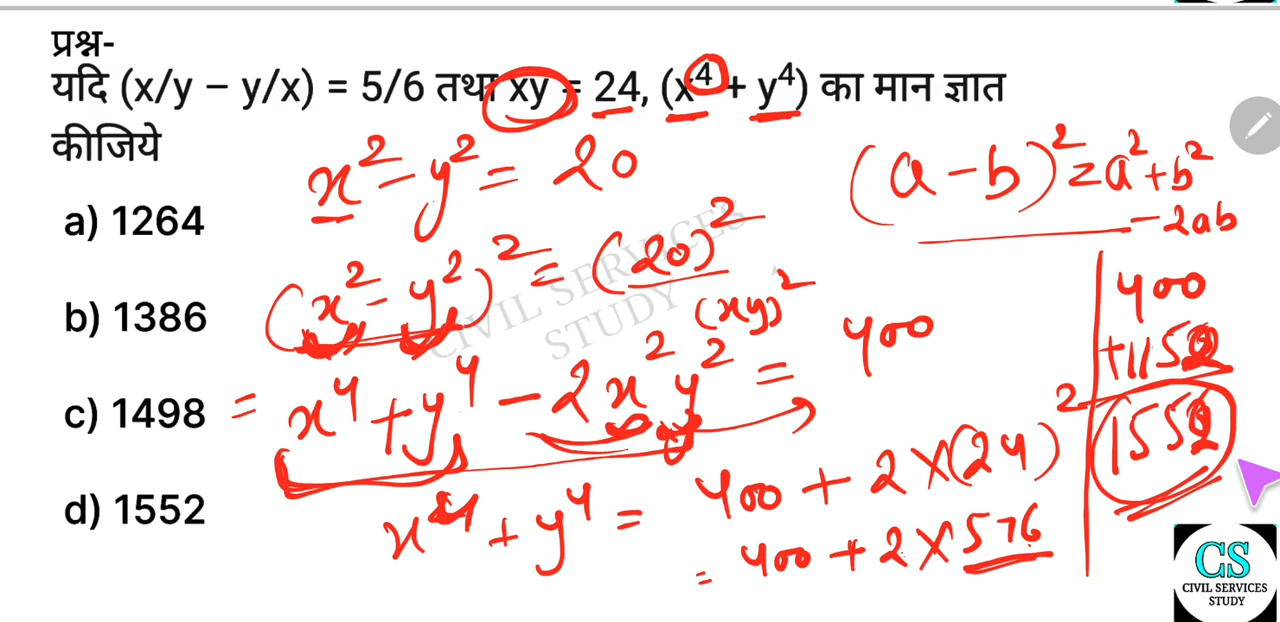 प्रश्न-
यदि (x/y – y/x) = 5/6 तथा xy = 24, (x⁴ + y⁴) का मान ज्ञात
कीजिये
x² - y² = 20
(a - b)² = a² + b²
- 2ab
a) 1264
(x² - y²)² = (20)²
b) 1386
(xy)²
= x⁴ + y⁴ - 2x²y² = 400
c) 1498
x⁴ + y⁴ = 400 + 2×(24)²
d) 1552
= 400 + 2×576
400
+1152
1552
CIVIL SERVICES
STUDY
CS
CIVIL SERVICES
STUDY